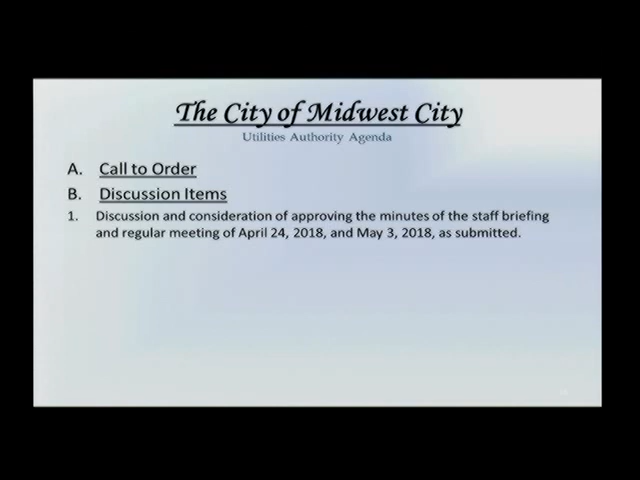 The City of Midwest City
Utilities Authority Agenda
A. Call to Order
B. Discussion Items
1. Discussion and consideration of approving the minutes of the staff briefing
and regular meeting of April 24, 2018, and May 3, 2018, as submitted.